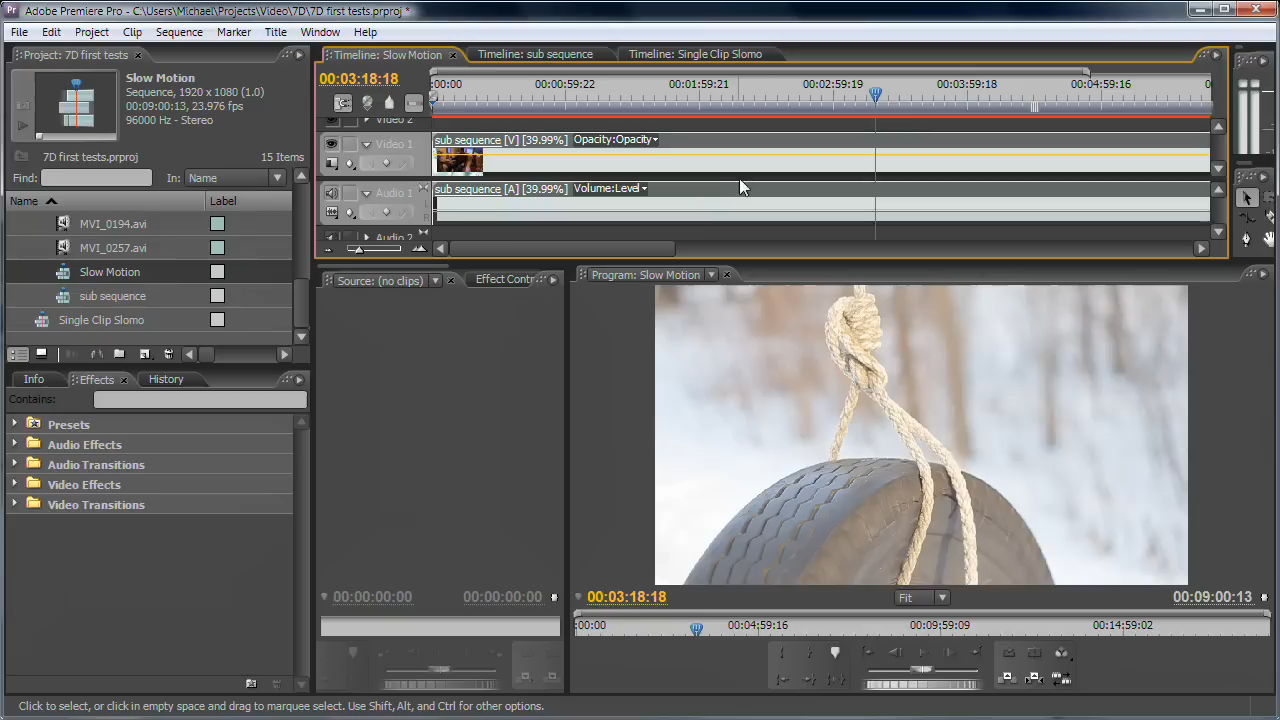 Adobe Premiere Pro - C:\Users\Michael\Projects\Video\7D\7D first tests.prproj *
File Edit Project Clip Sequence Marker Title Window Help
Project: 7D first tests
Slow Motion
Sequence, 1920 x 1080 (1.0)
00:09:00:13, 23.976 fps
96000 Hz - Stereo
7D first tests.prproj 15 Items
Find: In: Name
Name Label
MVI_0194.avi
MVI_0257.avi
Slow Motion
sub sequence
Single Clip Slomo
Info Effects History
Contains:
Presets
Audio Effects
Audio Transitions
Video Effects
Video Transitions
Timeline: Slow Motion Timeline: sub sequence Timeline: Single Clip Slomo
00:03:18:18
:00:00 00:00:59:22 00:01:59:21 00:02:59:19 00:03:59:18 00:04:59:16 0
Video 2
Video 1
sub sequence [V] [39.99%] Opacity:Opacity
Audio 1
L
R
sub sequence [A] [39.99%] Volume:Level
Audio 2
Source: (no clips) Effect Contr
00:00:00:00 00:00:00:00
Program: Slow Motion
00:03:18:18 Fit 00:09:00:13
:00:00 00:04:59:16 00:09:59:09 00:14:59:02
Click to select, or click in empty space and drag to marquee select. Use Shift, Alt, and Ctrl for other options.